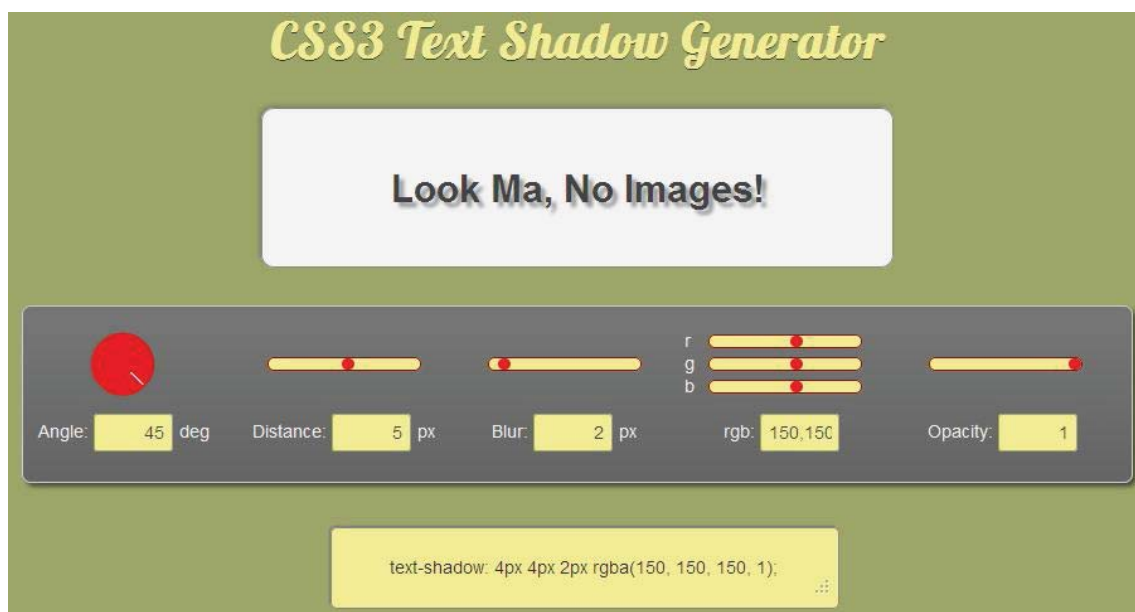 CSS3 Text Shadow Generator
Look Ma, No Images!
r
g
b
Angle: 45 deg Distance: 5 px Blur: 2 px rgb: 150,150 Opacity: 1
text-shadow: 4px 4px 2px rgba(150, 150, 150, 1);